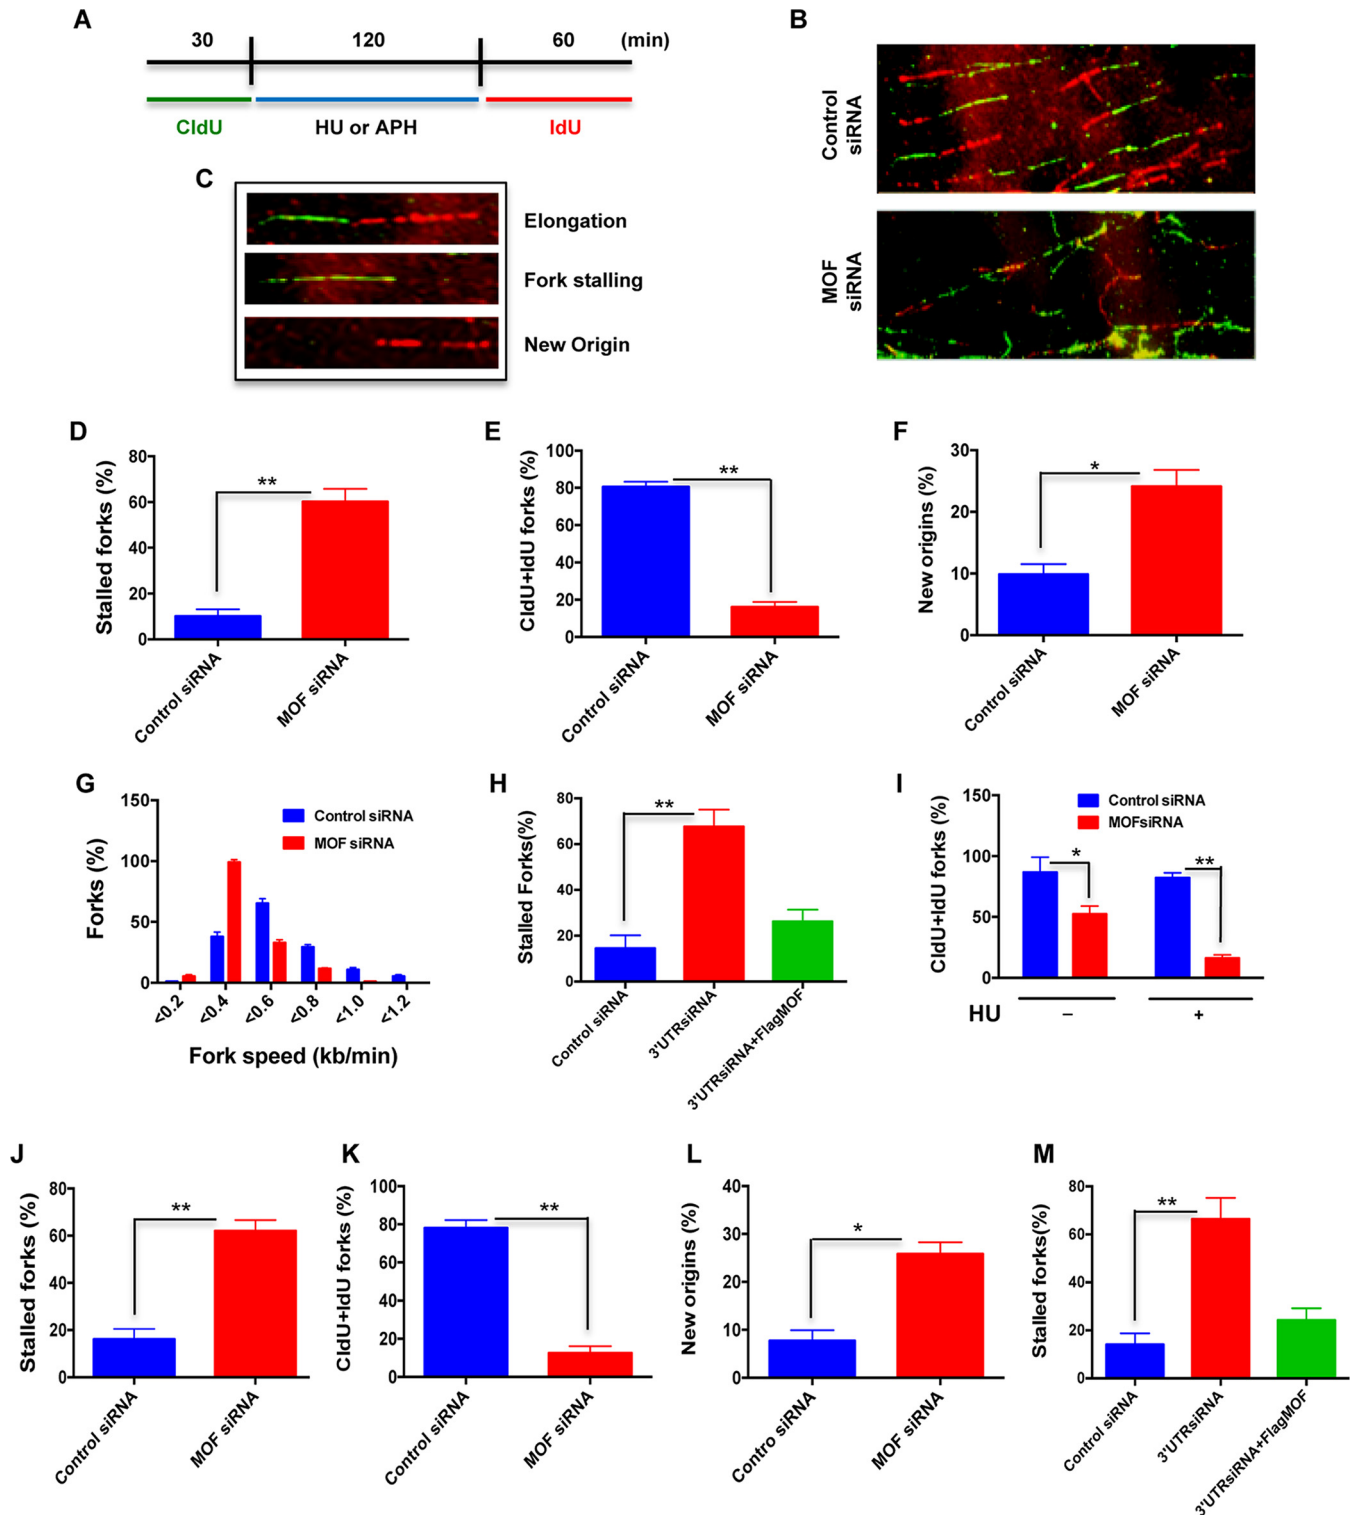 A
30 120 60 (min)
CldU HU or APH IdU
B
Control
siRNA
MOF
siRNA
C
Elongation
Fork stalling
New Origin
D
Stalled forks (%)
80
60
40
20
0
Control siRNA
MOF siRNA
**
E
CldU+IdU forks (%)
100
80
60
40
20
0
Control siRNA
MOF siRNA
**
F
New origins (%)
30
20
10
0
Control siRNA
MOF siRNA
*
G
Forks (%)
150
100
50
0
Control siRNA
MOF siRNA
<0.2 <0.4 <0.6 <0.8 <1.0 <1.2
Fork speed (kb/min)
H
Stalled Forks(%)
80
60
40
20
0
**
Control siRNA
3'UTRsiRNA
3'UTRsiRNA+FlagMOF
I
CldU+IdU forks (%)
150
100
50
0
Control siRNA
MOFsiRNA
*
**
HU – +
J
Stalled forks (%)
80
60
40
20
0
**
Control siRNA
MOF siRNA
K
CldU+IdU forks (%)
100
80
60
40
20
0
**
Control siRNA
MOF siRNA
L
New origins (%)
40
30
20
10
0
*
Contro siRNA
MOF siRNA
M
Stalled forks(%)
80
60
40
20
0
**
Control siRNA
3'UTRsiRNA
3'UTRsiRNA+FlagMOF